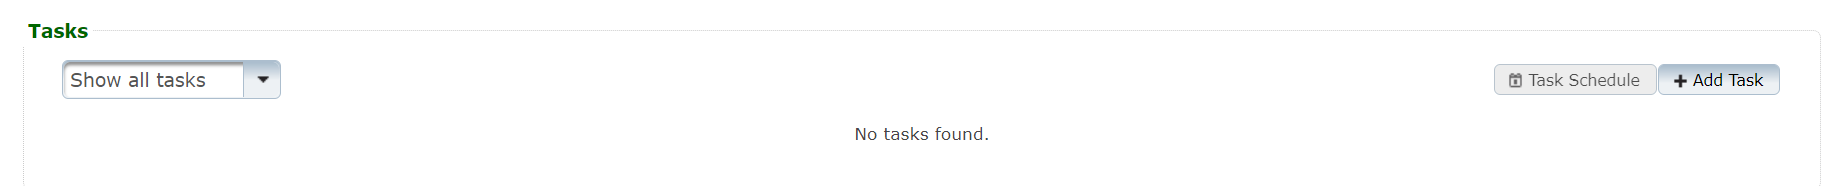 Tasks
Show all tasks
Task Schedule
Add Task
No tasks found.